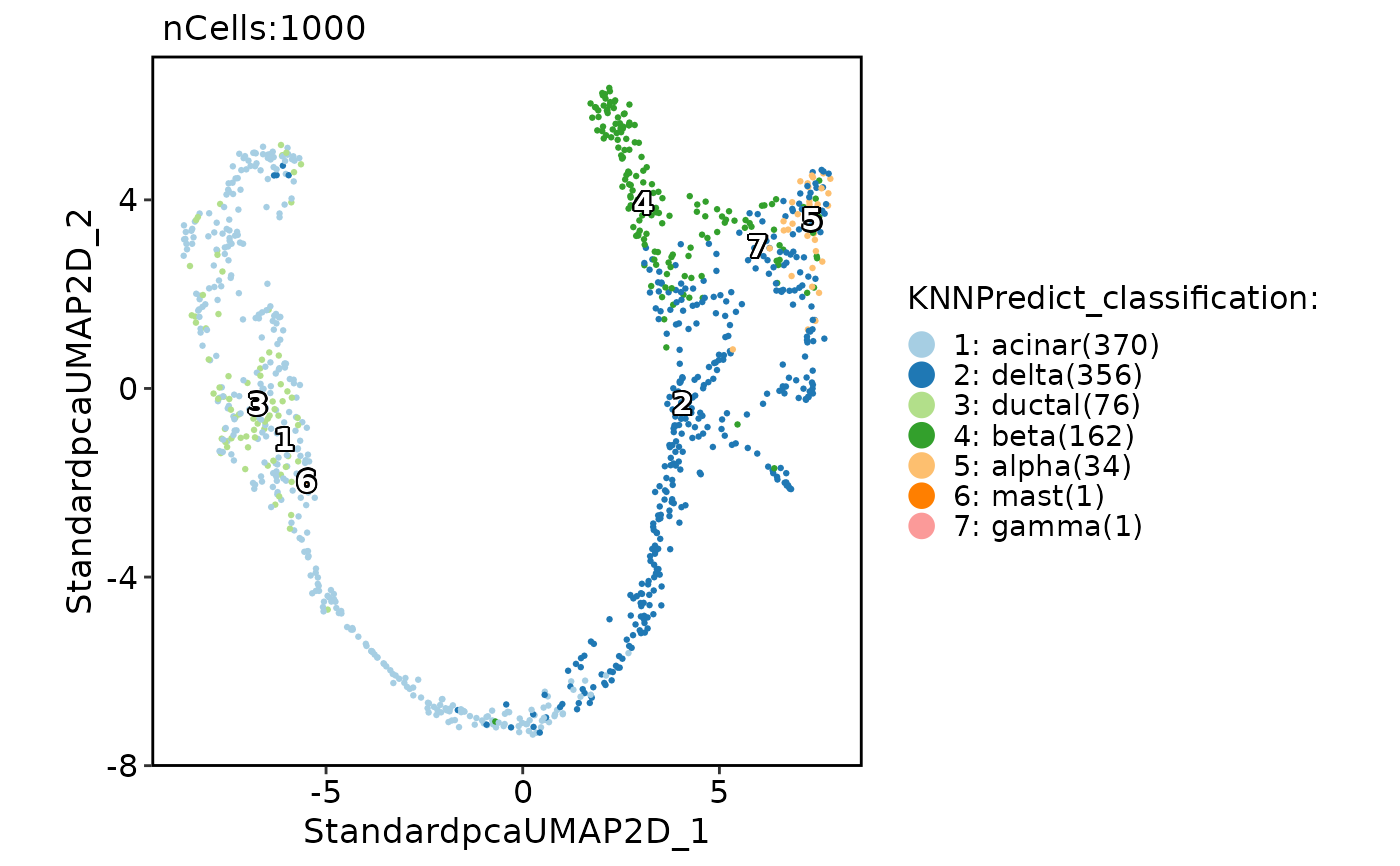 nCells:1000
StandardpcaUMAP2D_2
4
0
-4
-8
4
5
7
3
2
1
6
-5
0
5
StandardpcaUMAP2D_1
KNNPredict_classification:
1: acinar(370)
2: delta(356)
3: ductal(76)
4: beta(162)
5: alpha(34)
6: mast(1)
7: gamma(1)